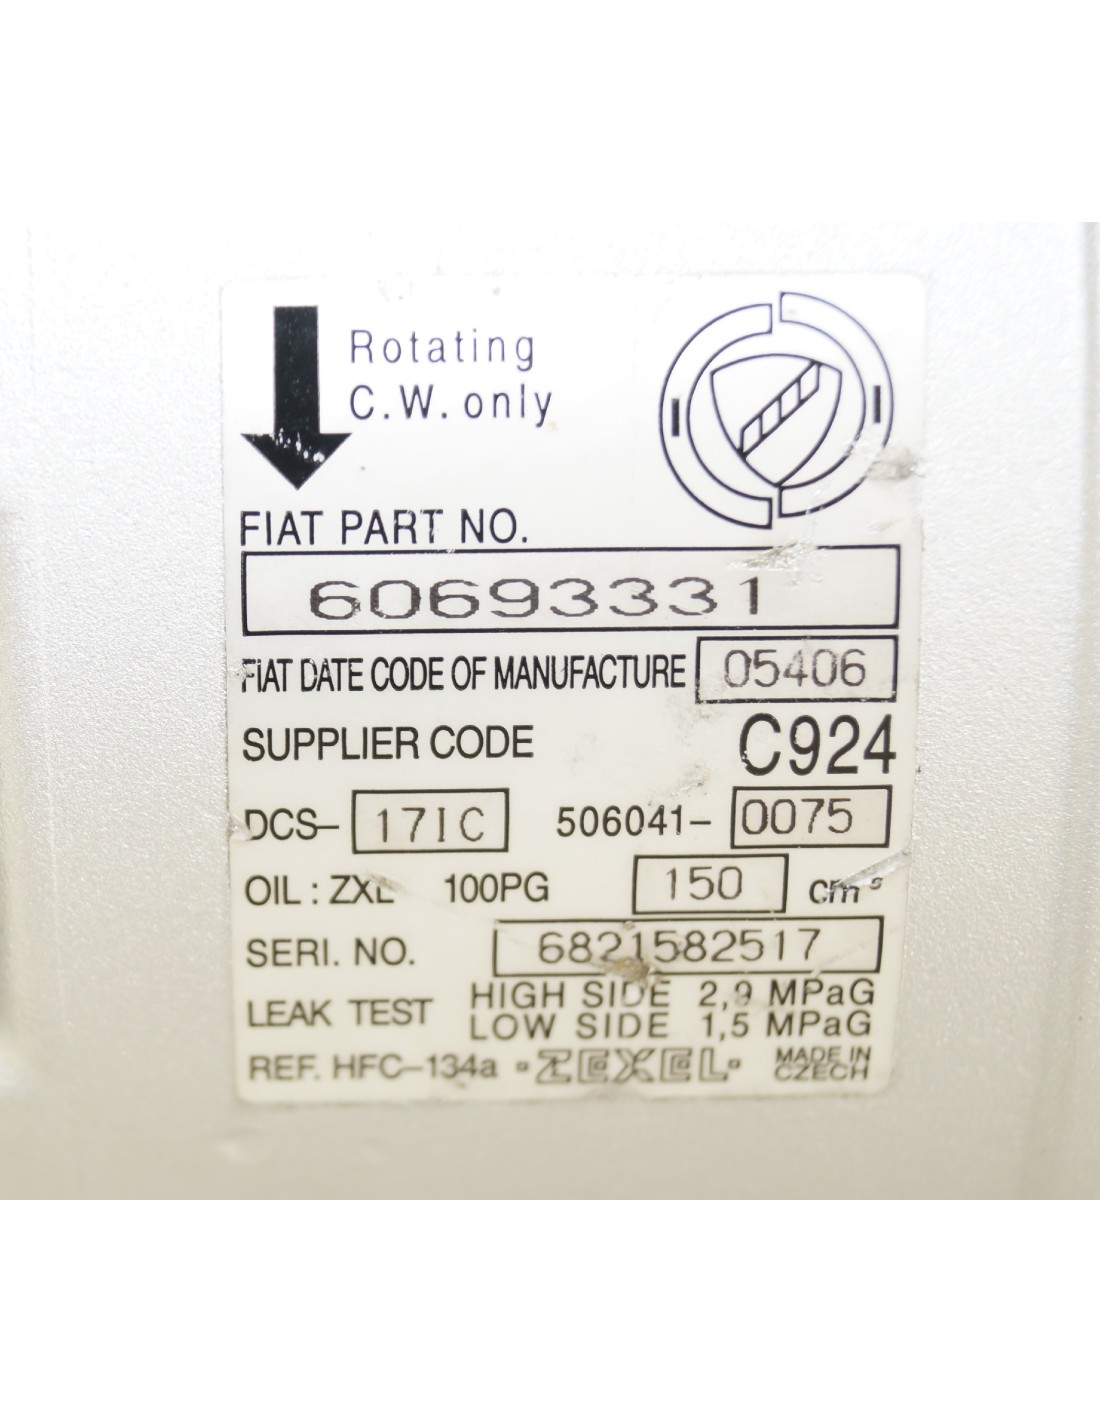 Rotating
C.W. only
FIAT PART NO.
60693331
FIAT DATE CODE OF MANUFACTURE 05406
SUPPLIER CODE C924
DCS- 17IC 506041- 0075
OIL : ZXL 100PG 150 cm³
SERI. NO. 6821582517
LEAK TEST HIGH SIDE 2,9 MPaG
LOW SIDE 1,5 MPaG
REF. HFC-134a ZEXEL MADE IN
CZECH